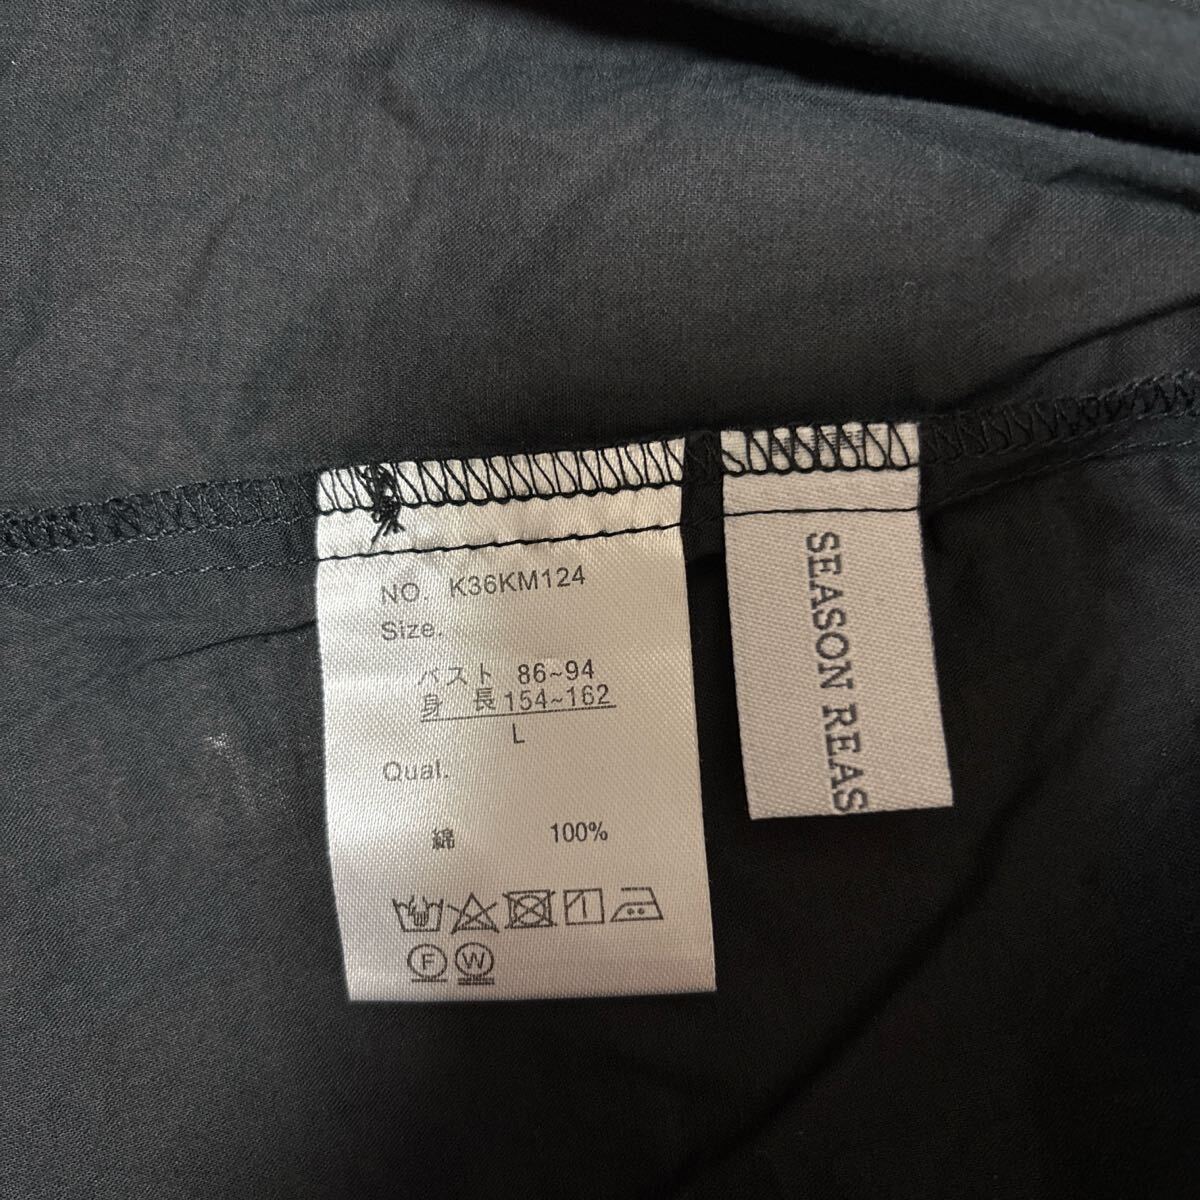 NO. K36KM124
Size.
バスト 86~94
身長 154~162
L
Qual.
綿 100%
F W
SEASON REAS